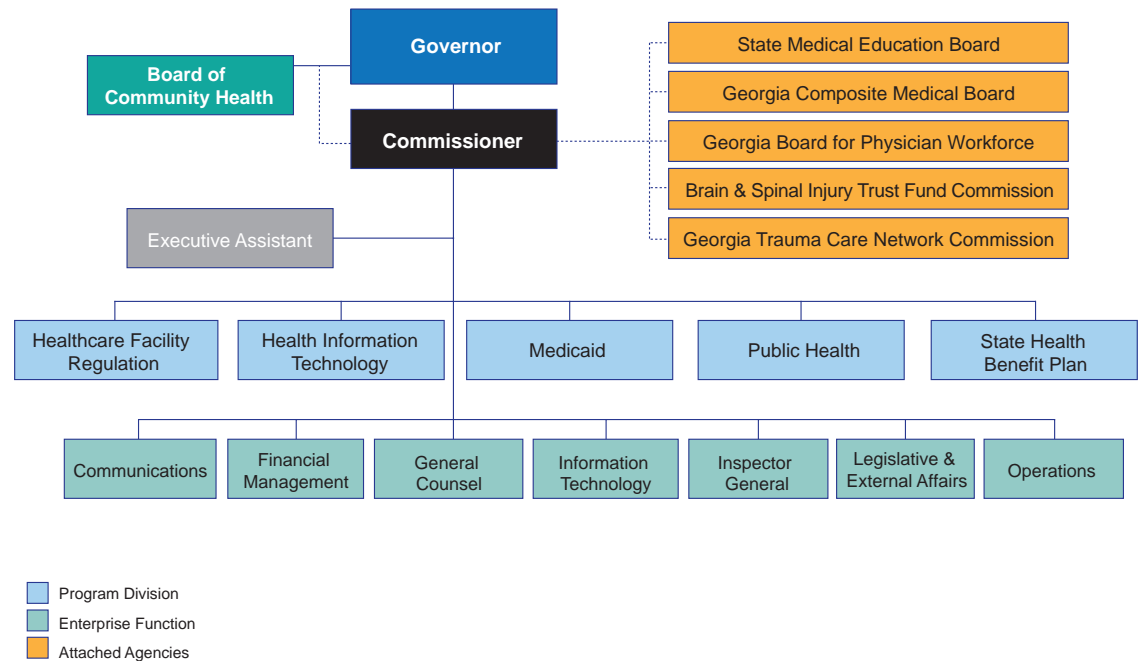 Governor
Board of
Community Health
Commissioner
State Medical Education Board
Georgia Composite Medical Board
Georgia Board for Physician Workforce
Brain & Spinal Injury Trust Fund Commission
Georgia Trauma Care Network Commission
Executive Assistant
Healthcare Facility
Regulation
Health Information
Technology
Medicaid
Public Health
State Health
Benefit Plan
Communications
Financial
Management
General
Counsel
Information
Technology
Inspector
General
Legislative &
External Affairs
Operations
Program Division
Enterprise Function
Attached Agencies